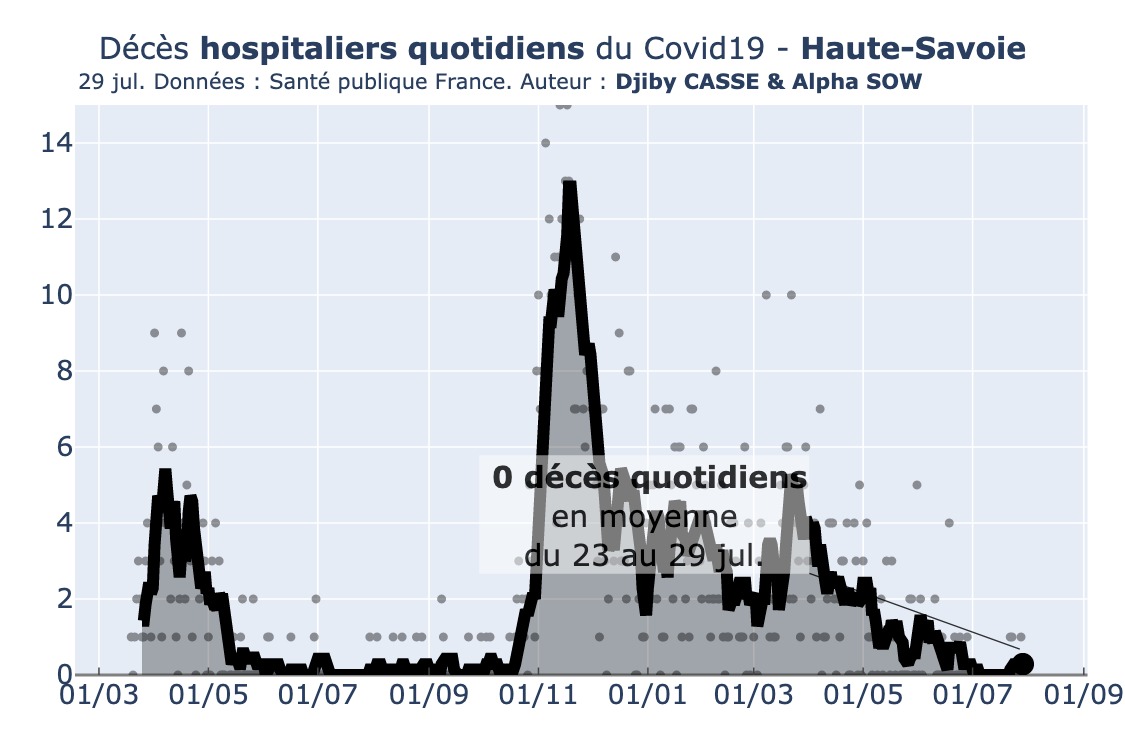 Décès hospitaliers quotidiens du Covid19 - Haute-Savoie
29 jul. Données : Santé publique France. Auteur : Djiby CASSE & Alpha SOW
14
12
10
8
6
0 décès quotidiens
4
en moyenne
du 23 au 29 jul.
2
0
01/03 01/05 01/07 01/09 01/11 01/01 01/03 01/05 01/07 01/09